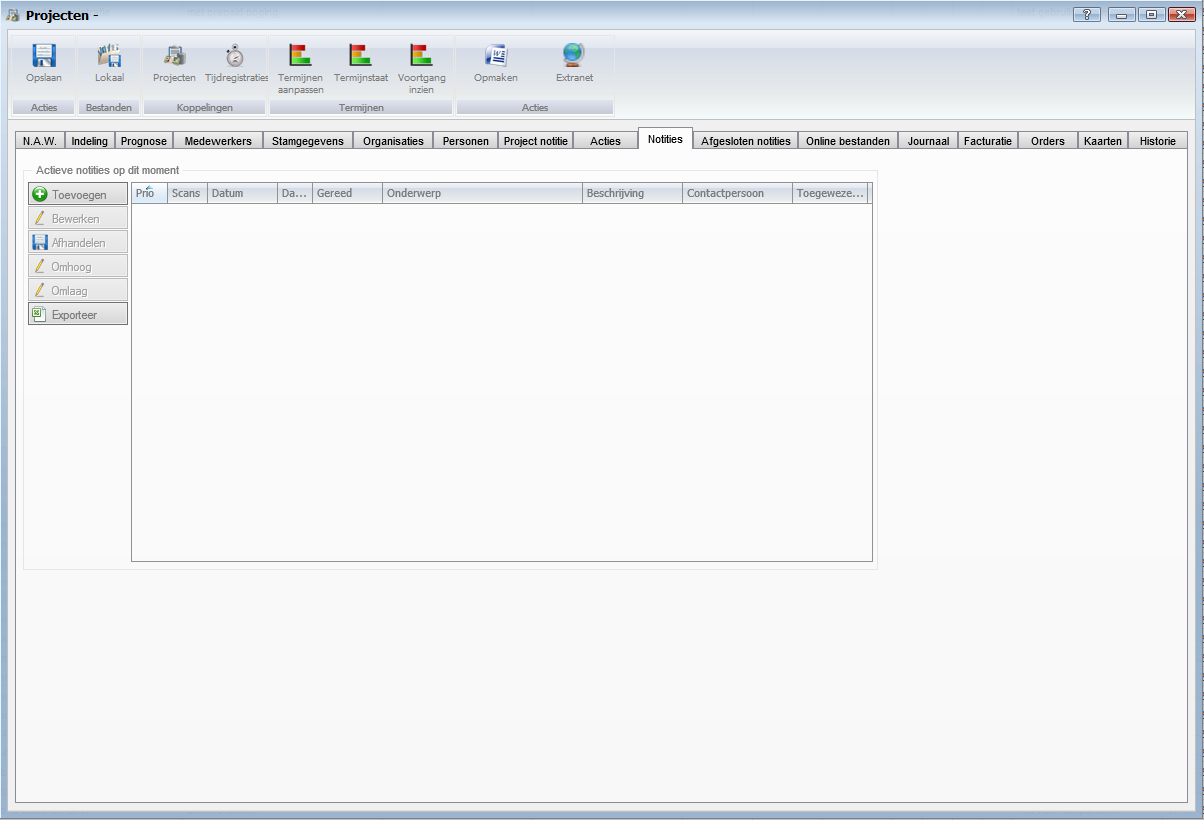 Projecten -
Opslaan
Lokaal
Projecten
Tijdregistraties
Termijnen
aanpassen
Termijnstaat
Voortgang
inzien
Opmaken
Extranet
Acties
Bestanden
Koppelingen
Termijnen
Acties
N.A.W. Indeling Prognose Medewerkers Stamgegevens Organisaties Personen Project notitie Acties Notities Afgesloten notities Online bestanden Journaal Facturatie Orders Kaarten Historie
Actieve notities op dit moment
Prio Scans Datum Da... Gereed Onderwerp Beschrijving Contactpersoon Toegeweze...
Toevoegen
Bewerken
Afhandelen
Omhoog
Omlaag
Exporteer